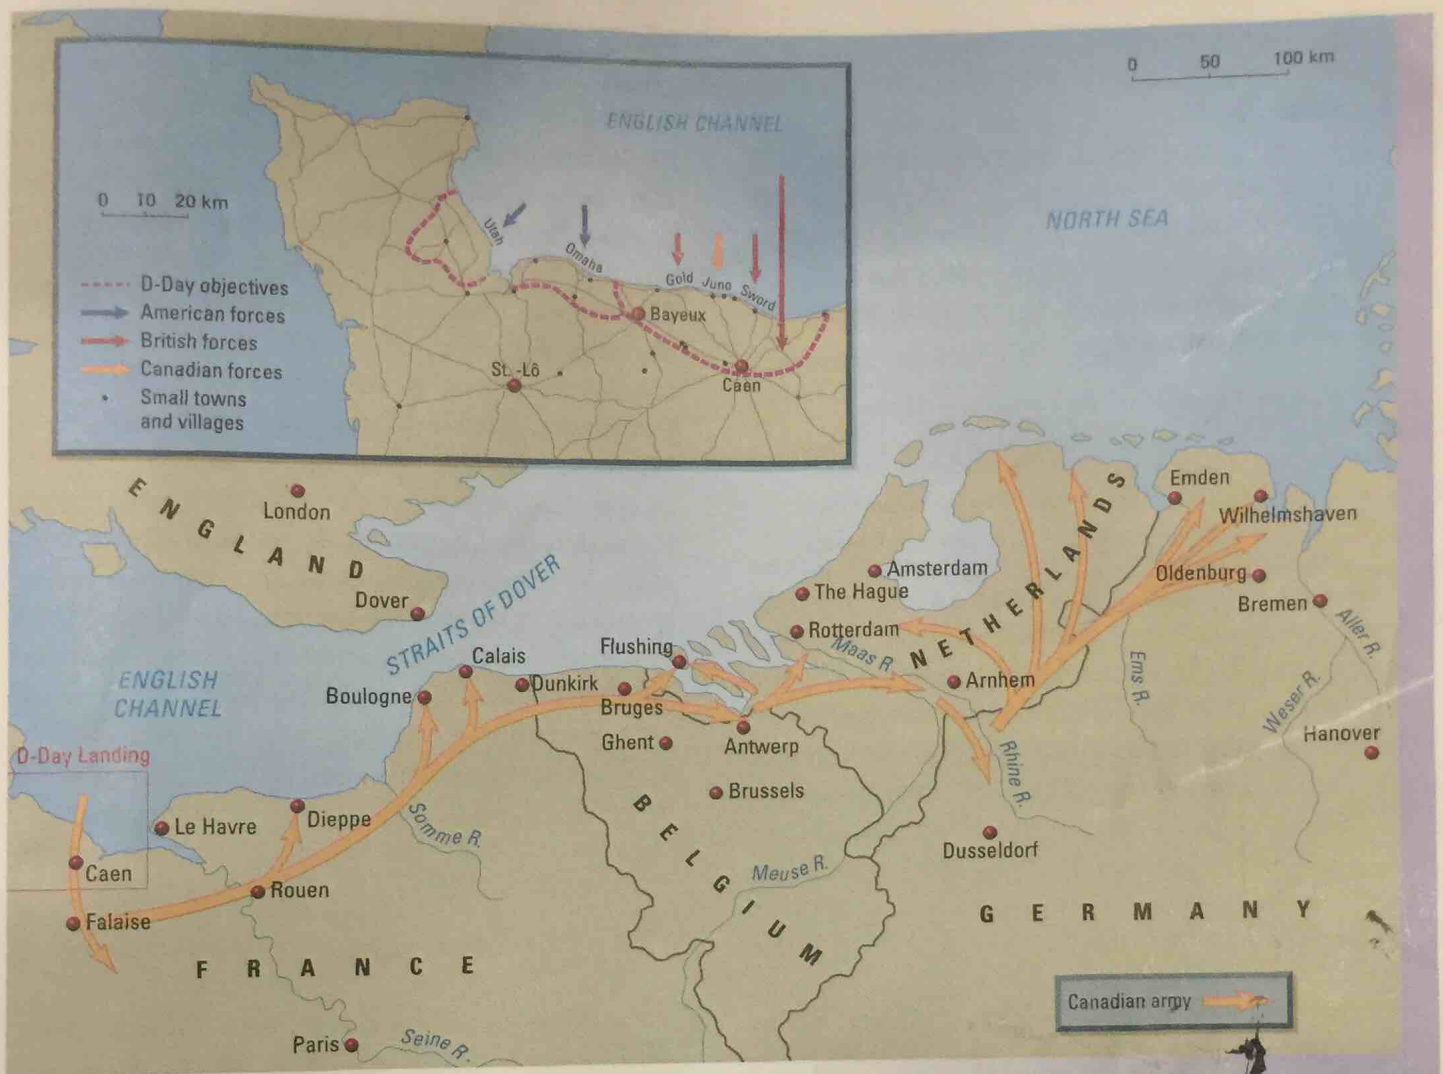 0 50 100 km
ENGLISH CHANNEL
0 10 20 km
NORTH SEA
Utah
Omaha
Gold
Juno
Sword
D-Day objectives
American forces
British forces
Canadian forces
Small towns
and villages
Bayeux
St.-Lô
Caen
ENGLAND
London
Dover
STRAITS OF DOVER
ENGLISH
CHANNEL
D-Day Landing
Calais
Boulogne
Dunkirk
Flushing
Bruges
Ghent
Antwerp
Brussels
BELGIUM
Amsterdam
The Hague
Rotterdam
Maas R.
NETHERLANDS
Arnhem
Emden
Wilhelmshaven
Oldenburg
Bremen
Aller R.
Ems R.
Weser R.
Hanover
Rhine R.
Dusseldorf
Meuse R.
GERMANY
Le Havre
Dieppe
Somme R.
Caen
Rouen
Falaise
FRANCE
Paris
Seine R.
Canadian army